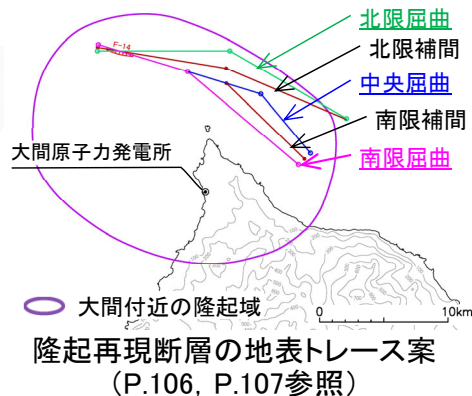 北限屈曲
F-14
北限補間
中央屈曲
南限補間
大間原子力発電所
南限屈曲
大間付近の隆起域
0 10km
隆起再現断層の地表トレース案
(P.106, P.107参照)